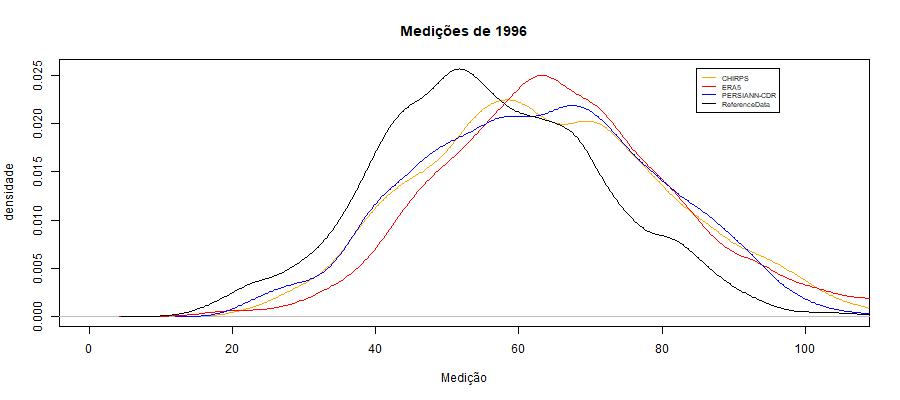 Medições de 1996
densidade
0.025
0.020
0.015
0.010
0.005
0.000
CHIRPS
ERA5
PERSIANN-CDR
ReferenceData
0 20 40 60 80 100
Medição